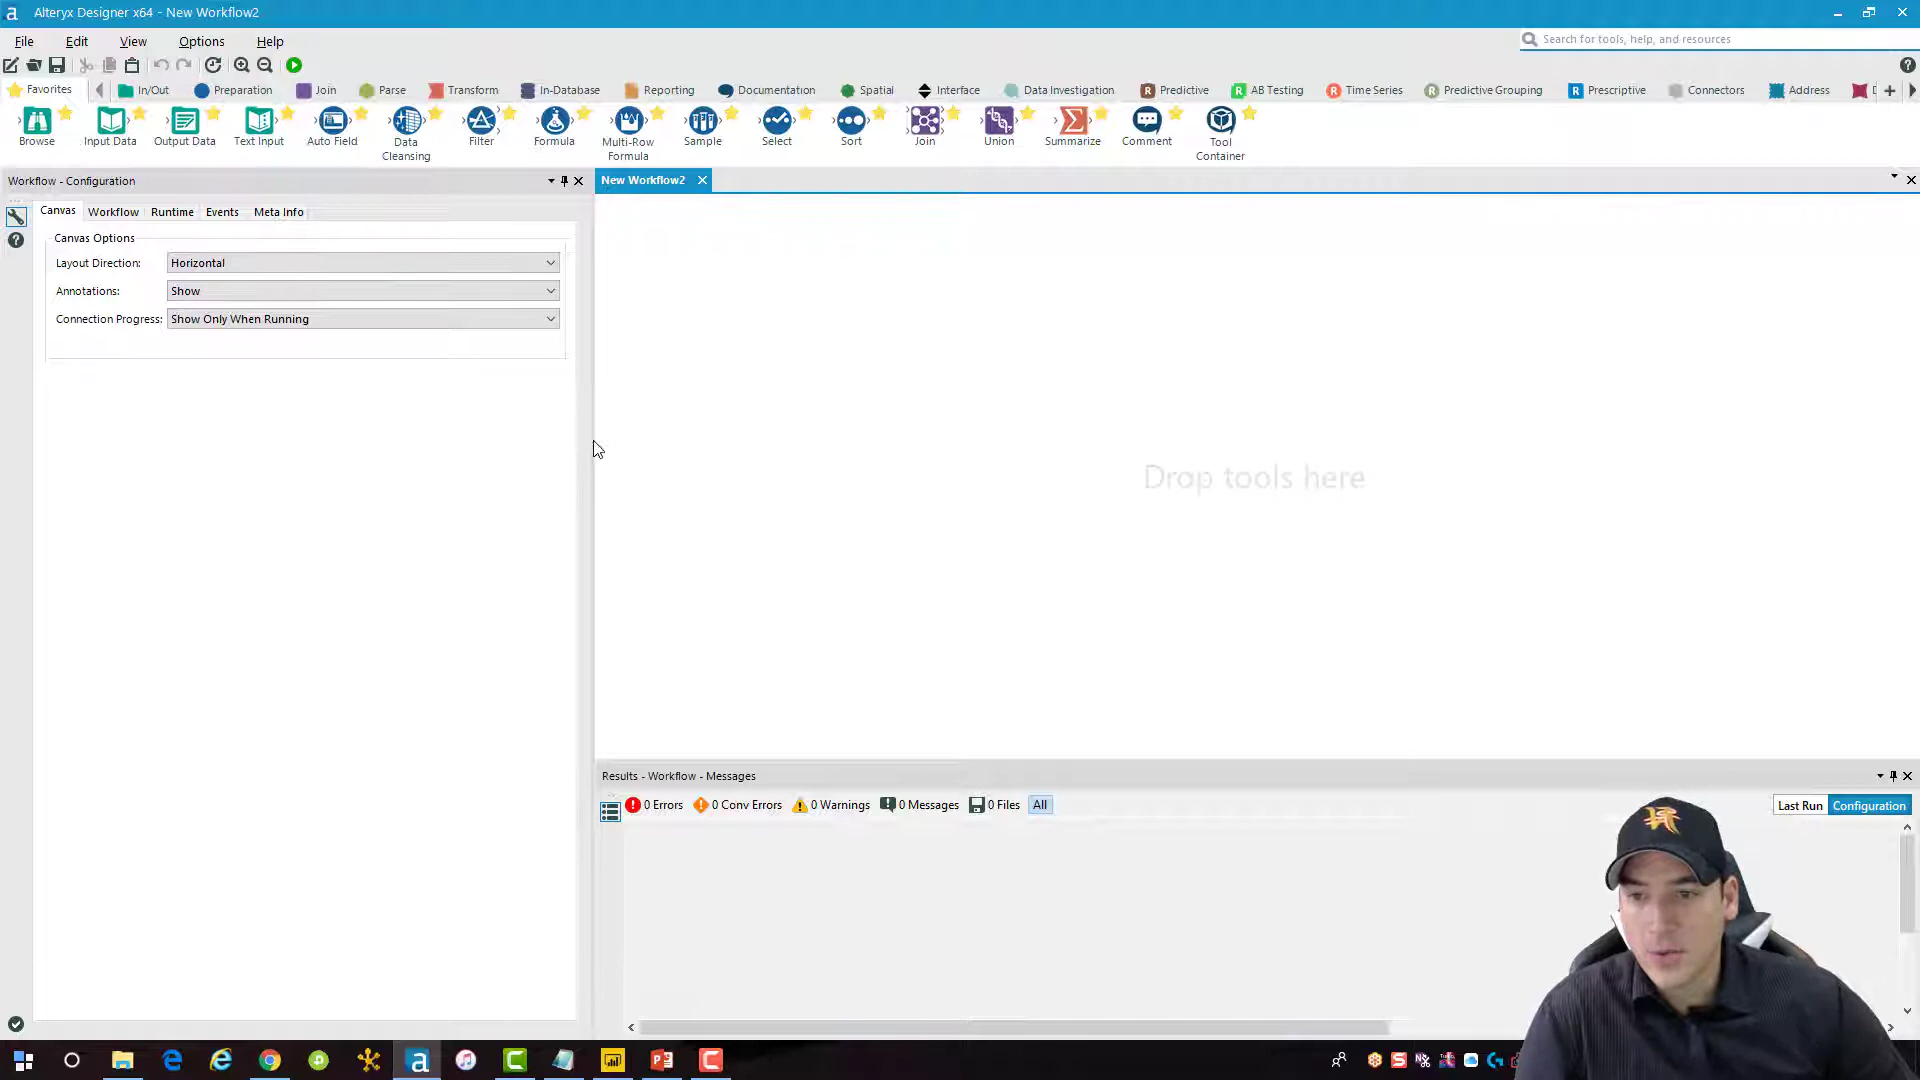 Alteryx Designer x64 - New Workflow2
File Edit View Options Help
Search for tools, help, and resources
Favorites In/Out Preparation Join Parse Transform In-Database Reporting Documentation Spatial Interface Data Investigation Predictive AB Testing Time Series Predictive Grouping Prescriptive Connectors Address
Browse Input Data Output Data Text Input Auto Field Data Cleansing Filter Formula Multi-Row Formula Sample Select Sort Join Union Summarize Comment Tool Container
Workflow - Configuration
New Workflow2
Canvas Workflow Runtime Events Meta Info
Canvas Options
Layout Direction: Horizontal
Annotations: Show
Connection Progress: Show Only When Running
Drop tools here
Results - Workflow - Messages
0 Errors 0 Conv Errors 0 Warnings 0 Messages 0 Files All
Last Run Configuration